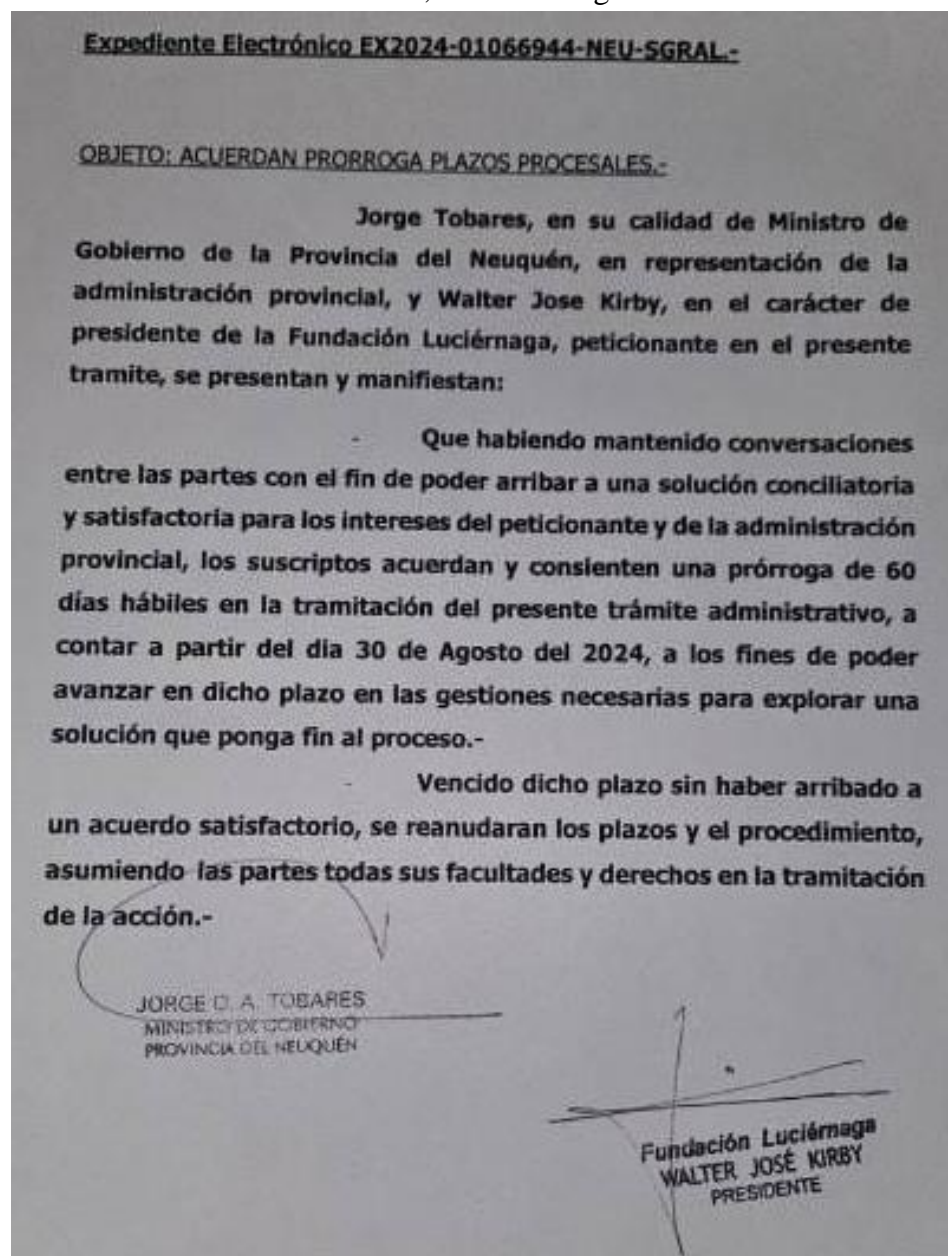 Expediente Electrónico EX2024-01066944-NEU-SGRAL.-
OBJETO: ACUERDAN PRORROGA PLAZOS PROCESALES.-
Jorge Tobares, en su calidad de Ministro de
Gobierno de la Provincia del Neuquén, en representación de la
administración provincial, y Walter Jose Kirby, en el carácter de
presidente de la Fundación Luciérnaga, peticionante en el presente
tramite, se presentan y manifiestan:
- Que habiendo mantenido conversaciones
entre las partes con el fin de poder arribar a una solución conciliatoria
y satisfactoria para los intereses del peticionante y de la administración
provincial, los suscriptos acuerdan y consienten una prórroga de 60
días hábiles en la tramitación del presente trámite administrativo, a
contar a partir del dia 30 de Agosto del 2024, a los fines de poder
avanzar en dicho plazo en las gestiones necesarias para explorar una
solución que ponga fin al proceso.-
- Vencido dicho plazo sin haber arribado a
un acuerdo satisfactorio, se reanudaran los plazos y el procedimiento,
asumiendo las partes todas sus facultades y derechos en la tramitación
de la acción.-
JORGE D. A. TOBARES
MINISTRO DE GOBIERNO
PROVINCIA DEL NEUQUÉN
Fundación Luciérnaga
WALTER JOSÉ KIRBY
PRESIDENTE